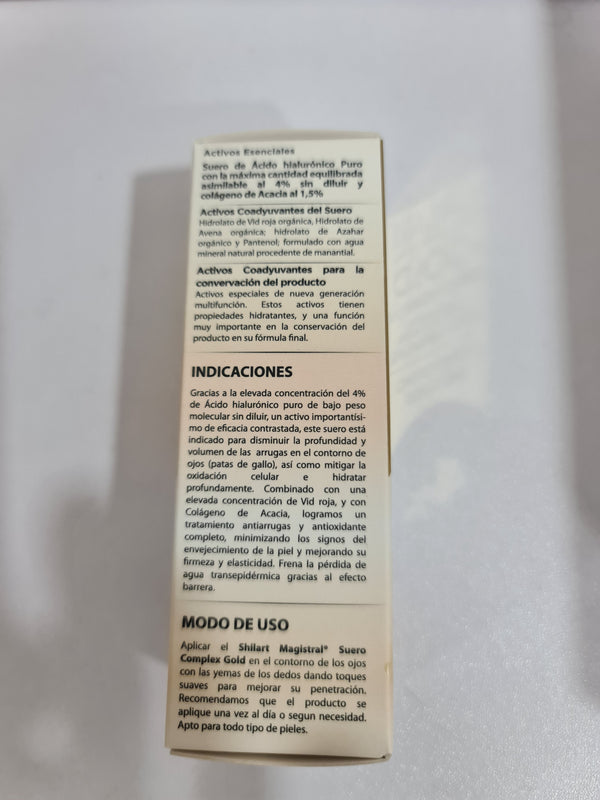 Activos Esenciales
Suero de Ácido hialurónico Puro
con la máxima cantidad equilibrada
asimilable al 4% sin diluir y
colágeno de Acacia al 1,5%
Activos Coadyuvantes del Suero
Hidrolato de Vid roja orgánica, Hidrolato de
Avena orgánica; hidrolato de Azahar
orgánico y Pantenol; formulado con agua
mineral natural procedente de manantial.
Activos Coadyuvantes para la
convervación del producto
Activos especiales de nueva generación
multifunción. Estos activos tienen
propiedades hidratantes, y una función
muy importante en la conservación del
producto en su fórmula final.
INDICACIONES
Gracias a la elevada concentración del 4%
de Ácido hialurónico puro de bajo peso
molecular sin diluir, un activo importantísi-
mo de eficacia contrastada, este suero está
indicado para disminuir la profundidad y
volumen de las arrugas en el contorno de
ojos (patas de gallo), así como mitigar la
oxidación celular e hidratar
profundamente. Combinado con una
elevada concentración de Vid roja, y con
Colágeno de Acacia, logramos un
tratamiento antiarrugas y antioxidante
completo, minimizando los signos del
envejecimiento de la piel y mejorando su
firmeza y elasticidad. Frena la pérdida de
agua transepidérmica gracias al efecto
barrera.
MODO DE USO
Aplicar el Shilart Magistral® Suero
Complex Gold en el contorno de los ojos
con las yemas de los dedos dando toques
suaves para mejorar su penetración.
Recomendamos que el producto se
aplique una vez al día o segun necesidad.
Apto para todo tipo de pieles.